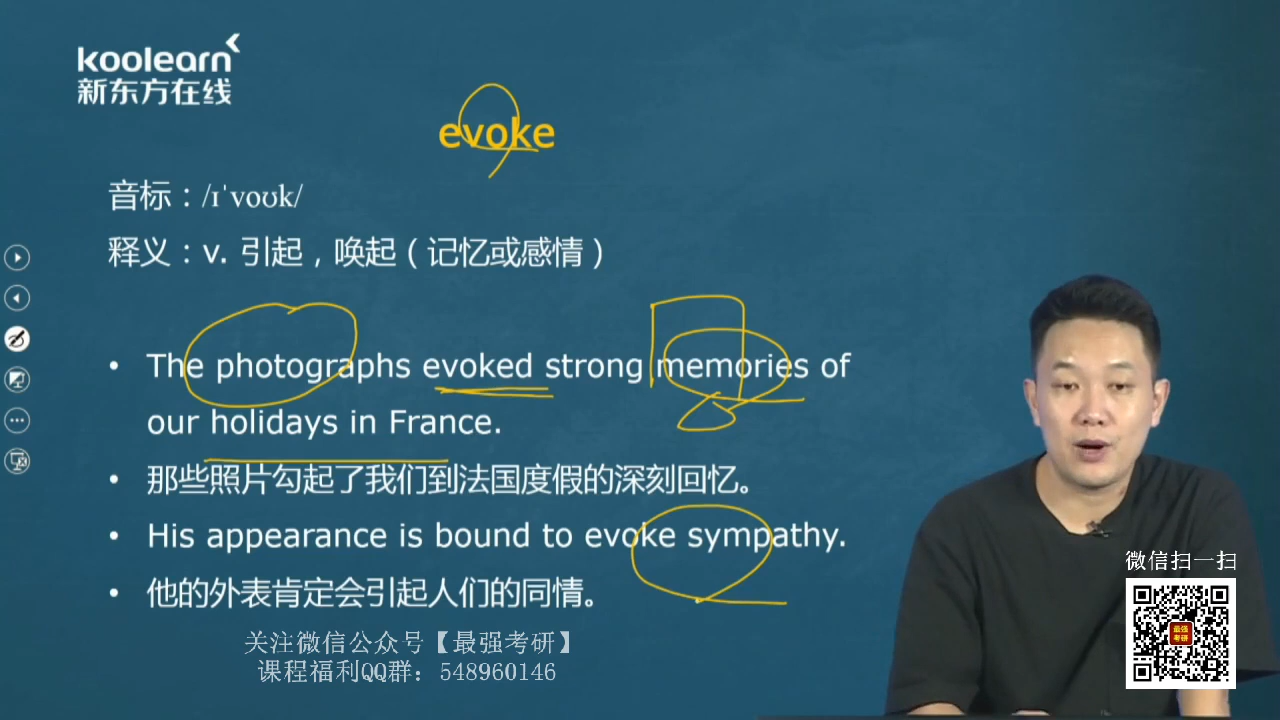 koolearn
新东方在线
evoke
音标：/ɪˈvoʊk/
释义：v. 引起，唤起（记忆或感情）
• The photographs evoked strong memories of
our holidays in France.
• 那些照片勾起了我们到法国度假的深刻回忆。
• His appearance is bound to evoke sympathy.
• 他的外表肯定会引起人们的同情。
微信扫一扫
最强
考研
关注微信公众号【最强考研】
课程福利QQ群：548960146